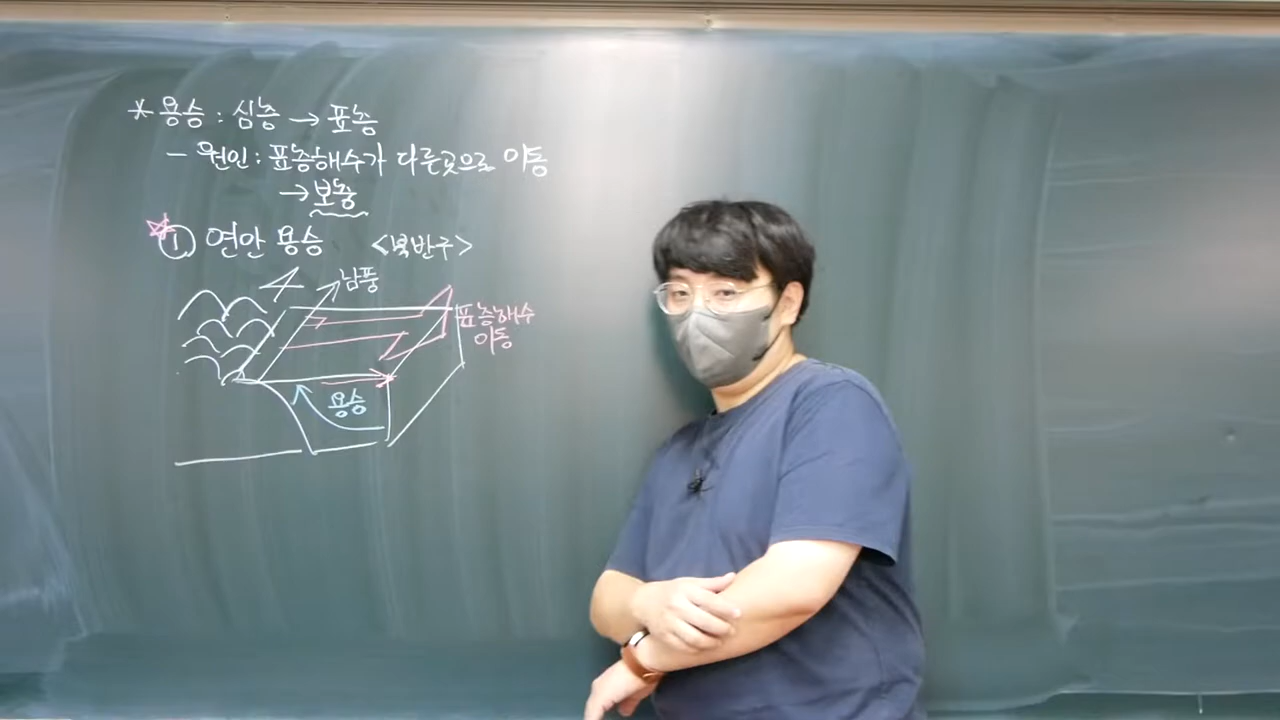 * 용승 : 심층 → 표층
- 원인 : 표층해수가 다른곳으로 이동
→ 보충
① 연안 용승 <북반구>
남풍
표층해수
이동
용승